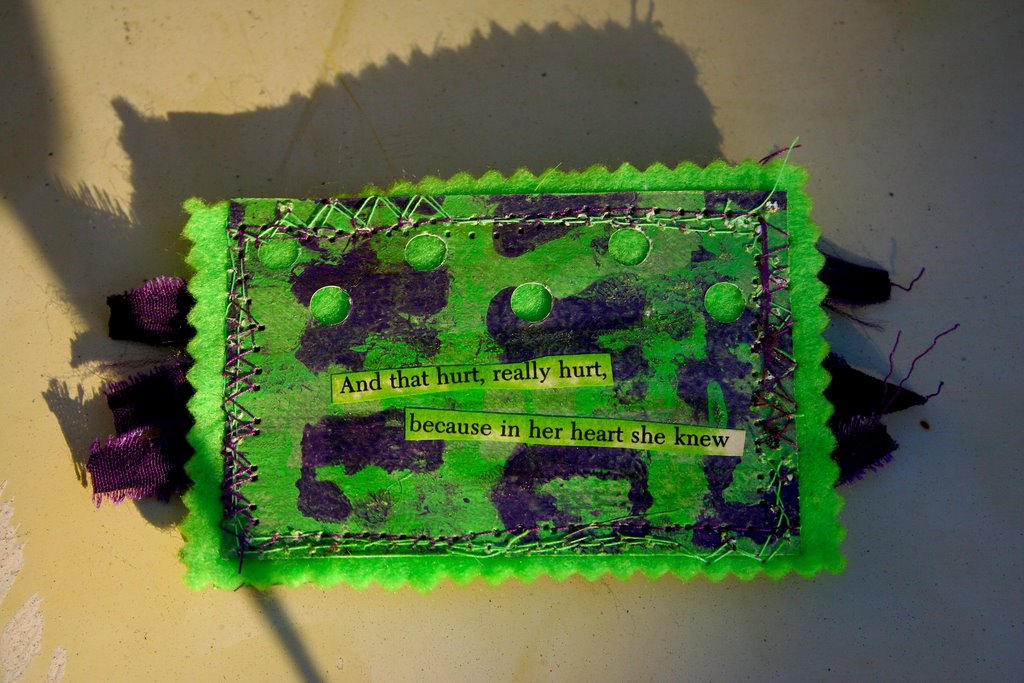 And that hurt, really hurt,
because in her heart she knew